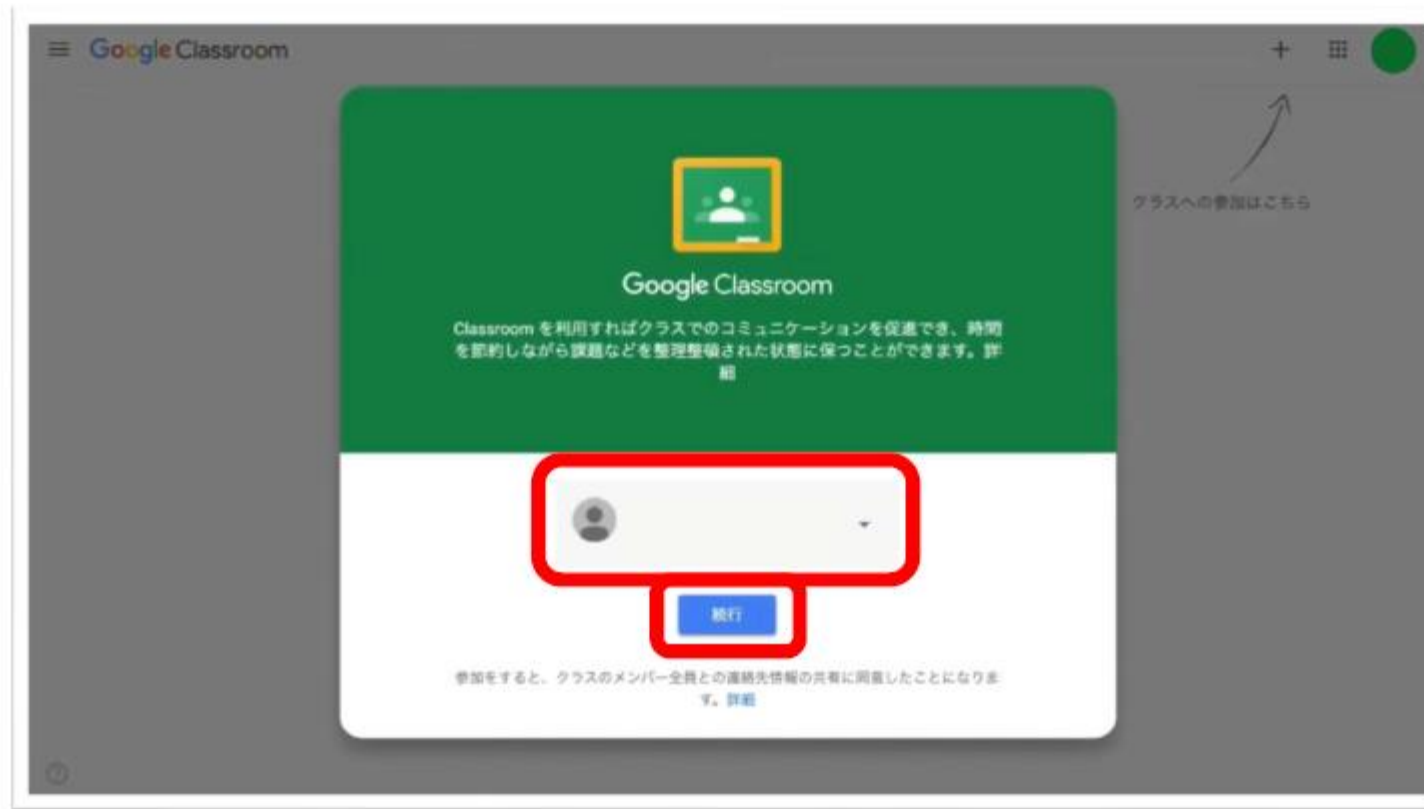 Google Classroom
クラスへの参加はこちら
Google Classroom
Classroom を利用すればクラスでのコミュニケーションを促進でき、時間
を節約しながら課題などを整理整頓された状態に保つことができます。詳
細
続行
参加をすると、クラスのメンバー全員との連絡先情報の共有に同意したことになりま
す。詳細